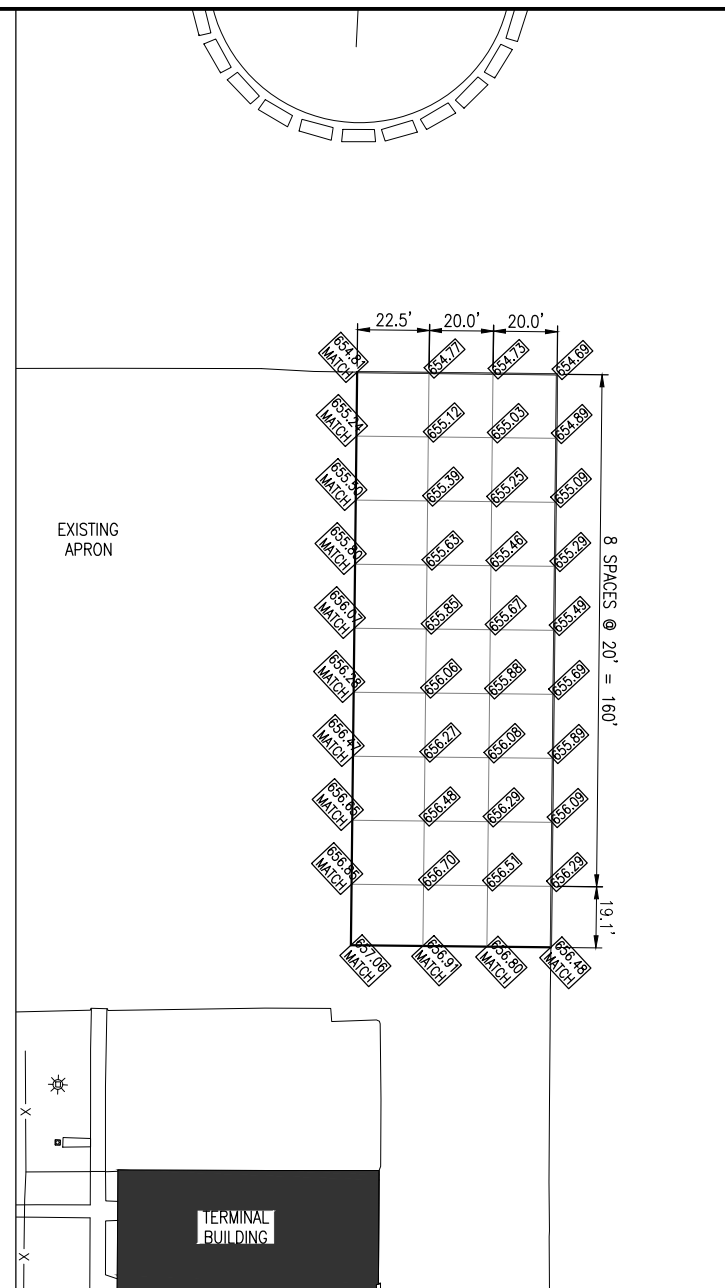 22.5' 20.0' 20.0'
654.81
MATCH
654.77
654.73
654.69
655.24
MATCH
655.12
655.03
654.89
655.50
MATCH
655.39
655.25
655.09
655.80
MATCH
655.63
655.46
655.29
EXISTING
APRON
8 SPACES @ 20' = 160'
656.07
MATCH
655.85
655.67
655.49
656.28
MATCH
656.06
655.88
655.69
656.47
MATCH
656.27
656.08
655.89
656.65
MATCH
656.48
656.29
656.09
656.85
MATCH
656.70
656.51
656.29
19.1'
657.06
MATCH
656.91
MATCH
656.80
MATCH
656.48
MATCH
X
TERMINAL
BUILDING
X